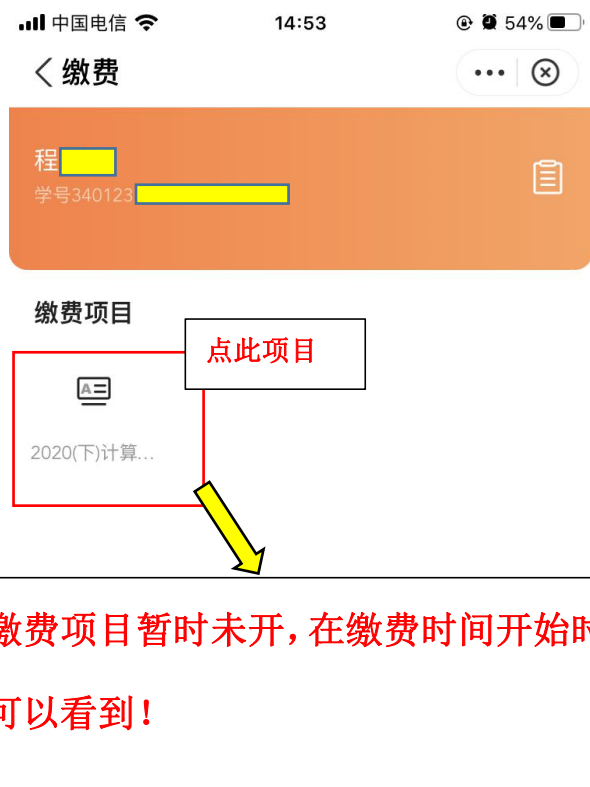 中国电信 14:53 54%
缴费
程
学号340123
缴费项目
点此项目
A
2020(下)计算...
缴费项目暂时未开,在缴费时间开始时
可以看到!